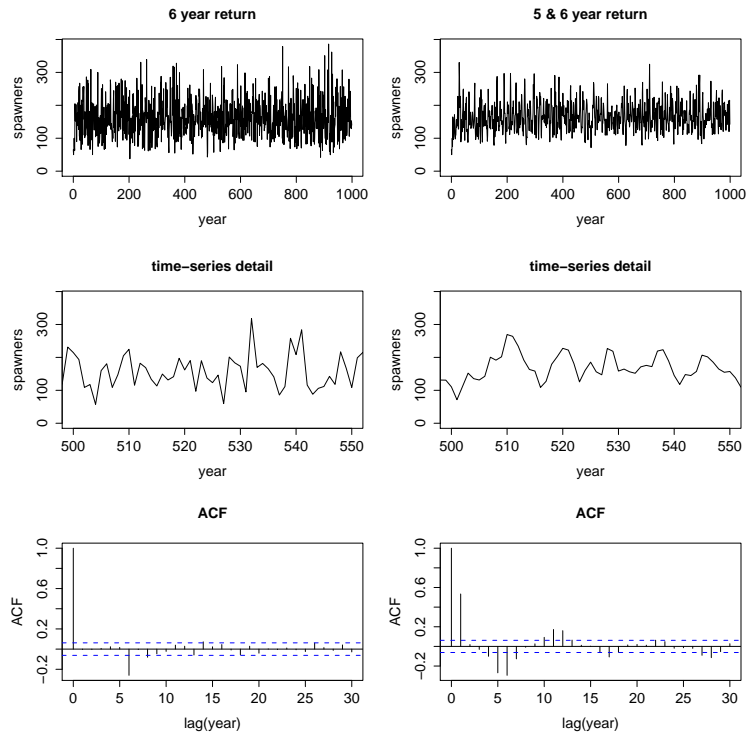 6 year return
5 & 6 year return
spawners
300
100
0
0 200 400 600 800 1000
year
spawners
300
100
0
0 200 400 600 800 1000
year
time−series detail
time−series detail
spawners
300
100
0
500 510 520 530 540 550
year
spawners
300
100
0
500 510 520 530 540 550
year
ACF
ACF
ACF
1.0
0.6
0.2
−0.2
0 5 10 15 20 25 30
lag(year)
ACF
1.0
0.6
0.2
−0.2
0 5 10 15 20 25 30
lag(year)